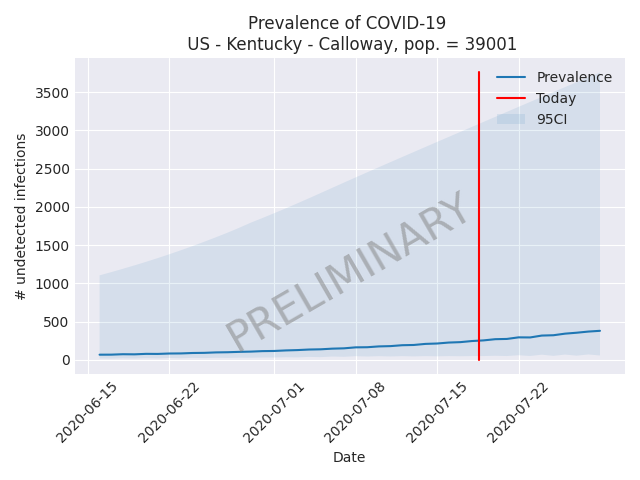 Prevalence of COVID-19
US - Kentucky - Calloway, pop. = 39001
Prevalence
Today
95CI
3500
3000
2500
2000
1500
1000
500
0
# undetected infections
PRELIMINARY
2020-06-15
2020-06-22
2020-07-01
2020-07-08
2020-07-15
2020-07-22
Date